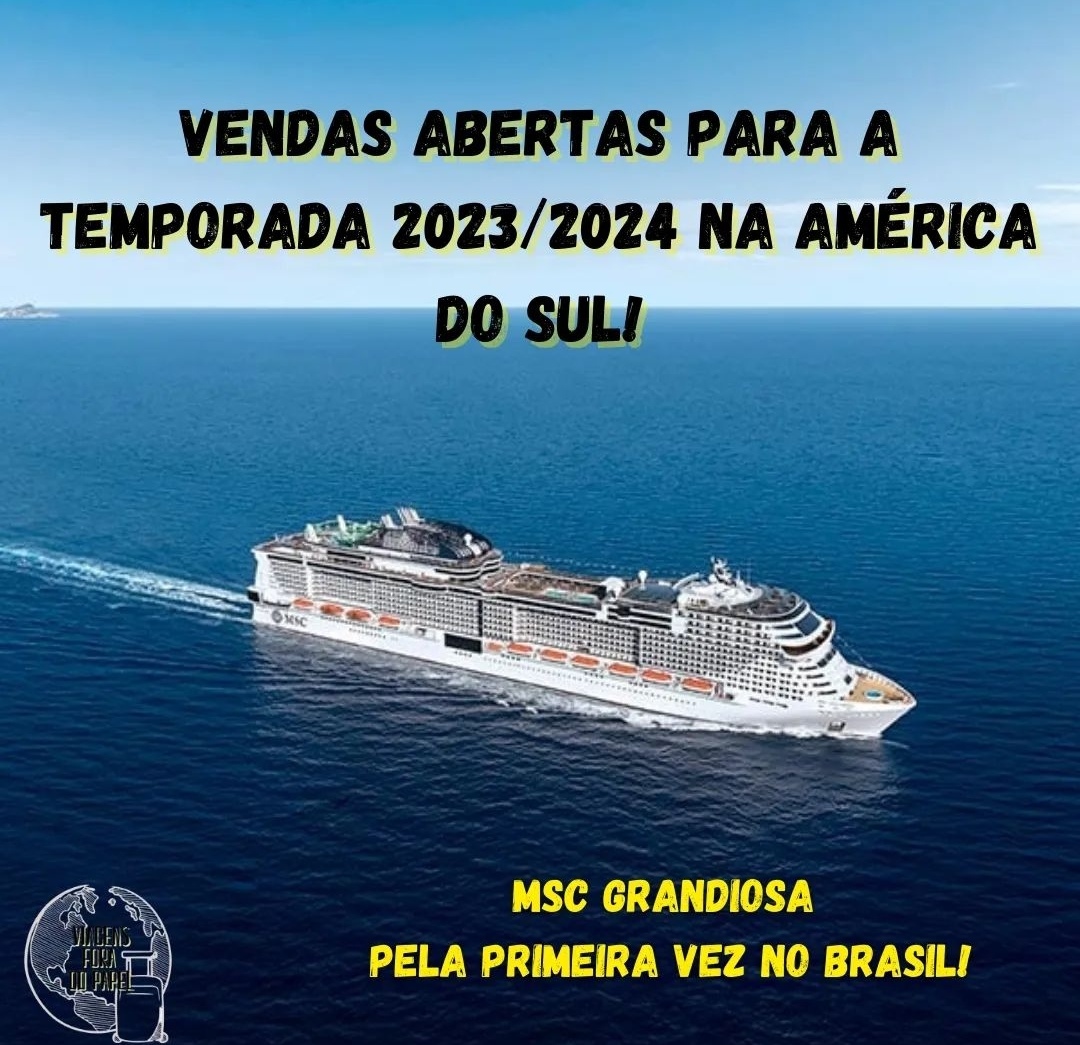 VENDAS ABERTAS PARA A
TEMPORADA 2023/2024 NA AMÉRICA
DO SUL!
MSC
MSC GRANDIOSA
PELA PRIMEIRA VEZ NO BRASIL!
VIAGENS
FORA
DO PAPEL